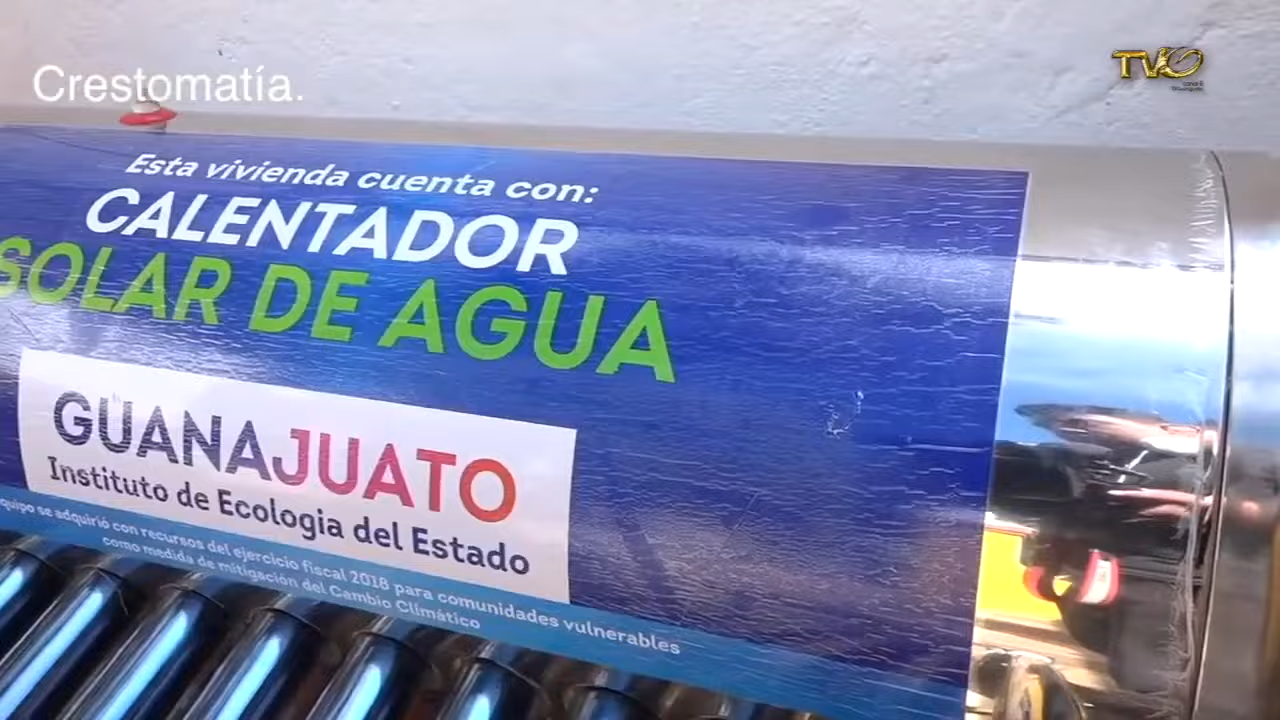 Crestomatía.
TVO
Esta vivienda cuenta con:
CALENTADOR
SOLAR DE AGUA
GUANAJUATO
Instituto de Ecologia del Estado
equipo se adquirió con recursos del ejercicio fiscal 2018 para comunidades vulnerables
como medida de mitigación del Cambio Climático